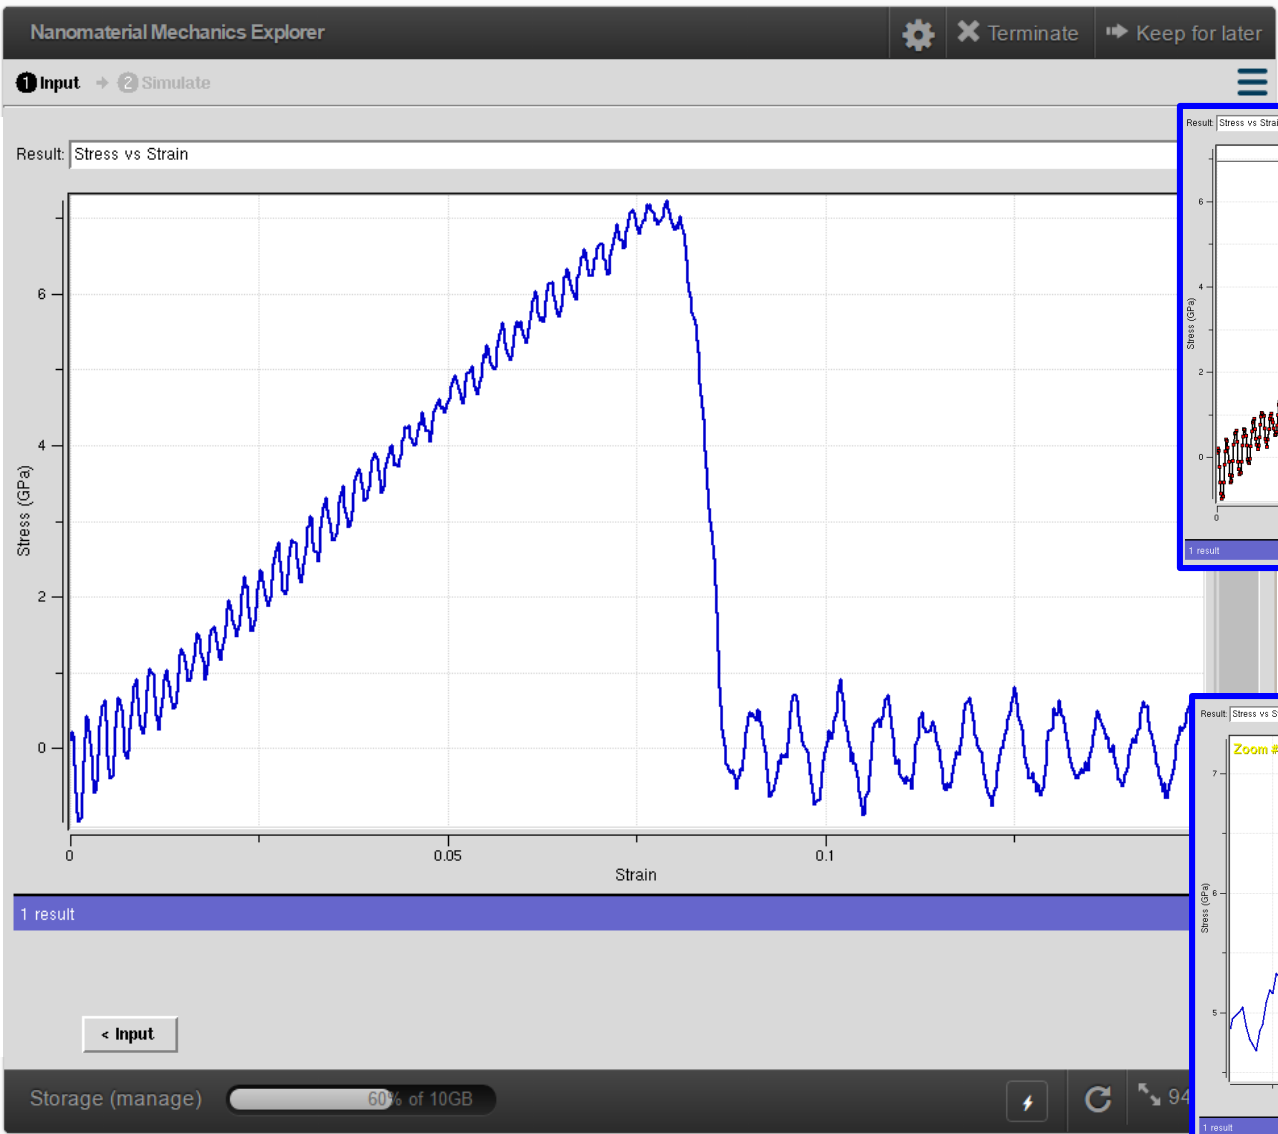 Nanomaterial Mechanics Explorer
Terminate
Keep for later
1 Input
2 Simulate
Result: Stress vs Strain
6
4
2
0
Stress (GPa)
0
0.05
0.1
Strain
1 result
< Input
Storage (manage)
60% of 10GB
94
Result: Stress vs Strai
6
4
2
0
Stress (GPa)
0
1 result
Result: Stress vs S
Zoom #
7
6
5
Stress (GPa)
1 result